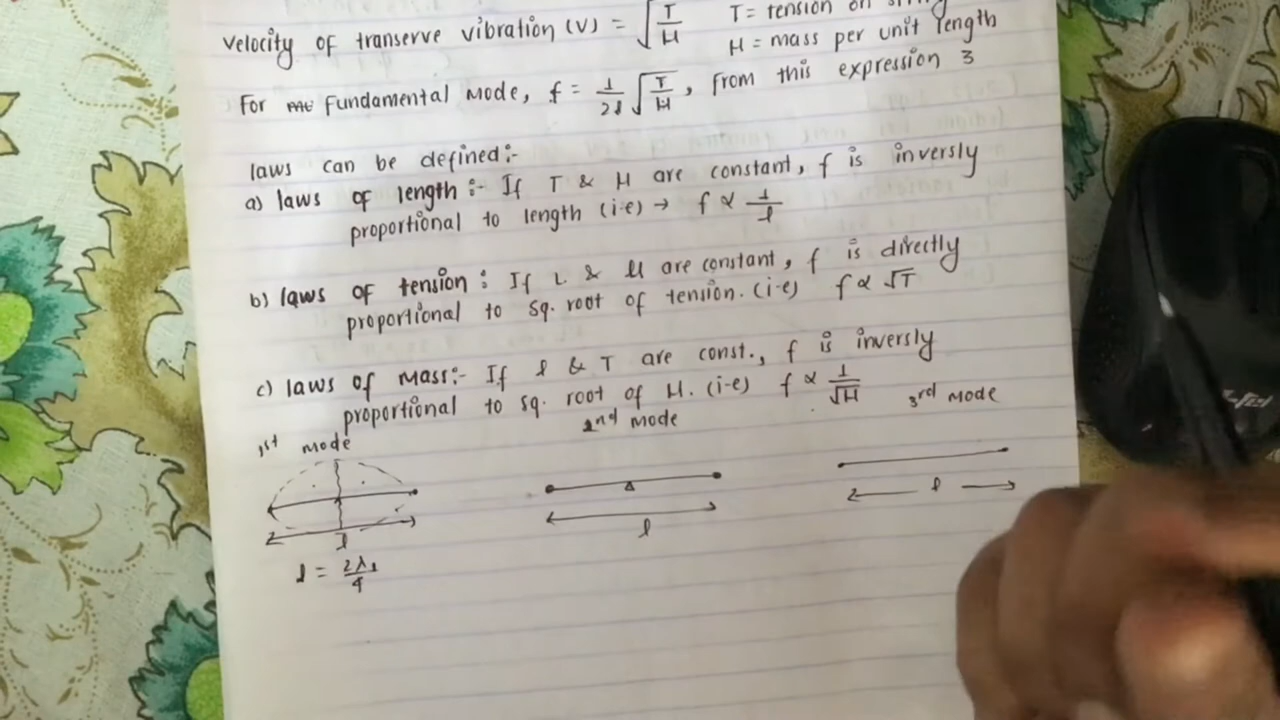 velocity of transerve vibration (v) = √(T/μ) T = tension on
μ = mass per unit length
For fundamental mode, f = 1/2l √(T/μ), from this expression 3
laws can be defined:-
a) laws of length :- If T & μ are constant, f is inversly
proportional to length (i·e) → f ∝ 1/l
b) laws of tension : If L & μ are constant, f is directly
proportional to sq. root of tension. (i·e) f ∝ √T
c) laws of mass:- If l & T are const., f is inversly
proportional to sq. root of μ. (i-e) f ∝ 1/√μ
1st mode 2nd mode 3rd mode
l l l
l = 2λ₁/4